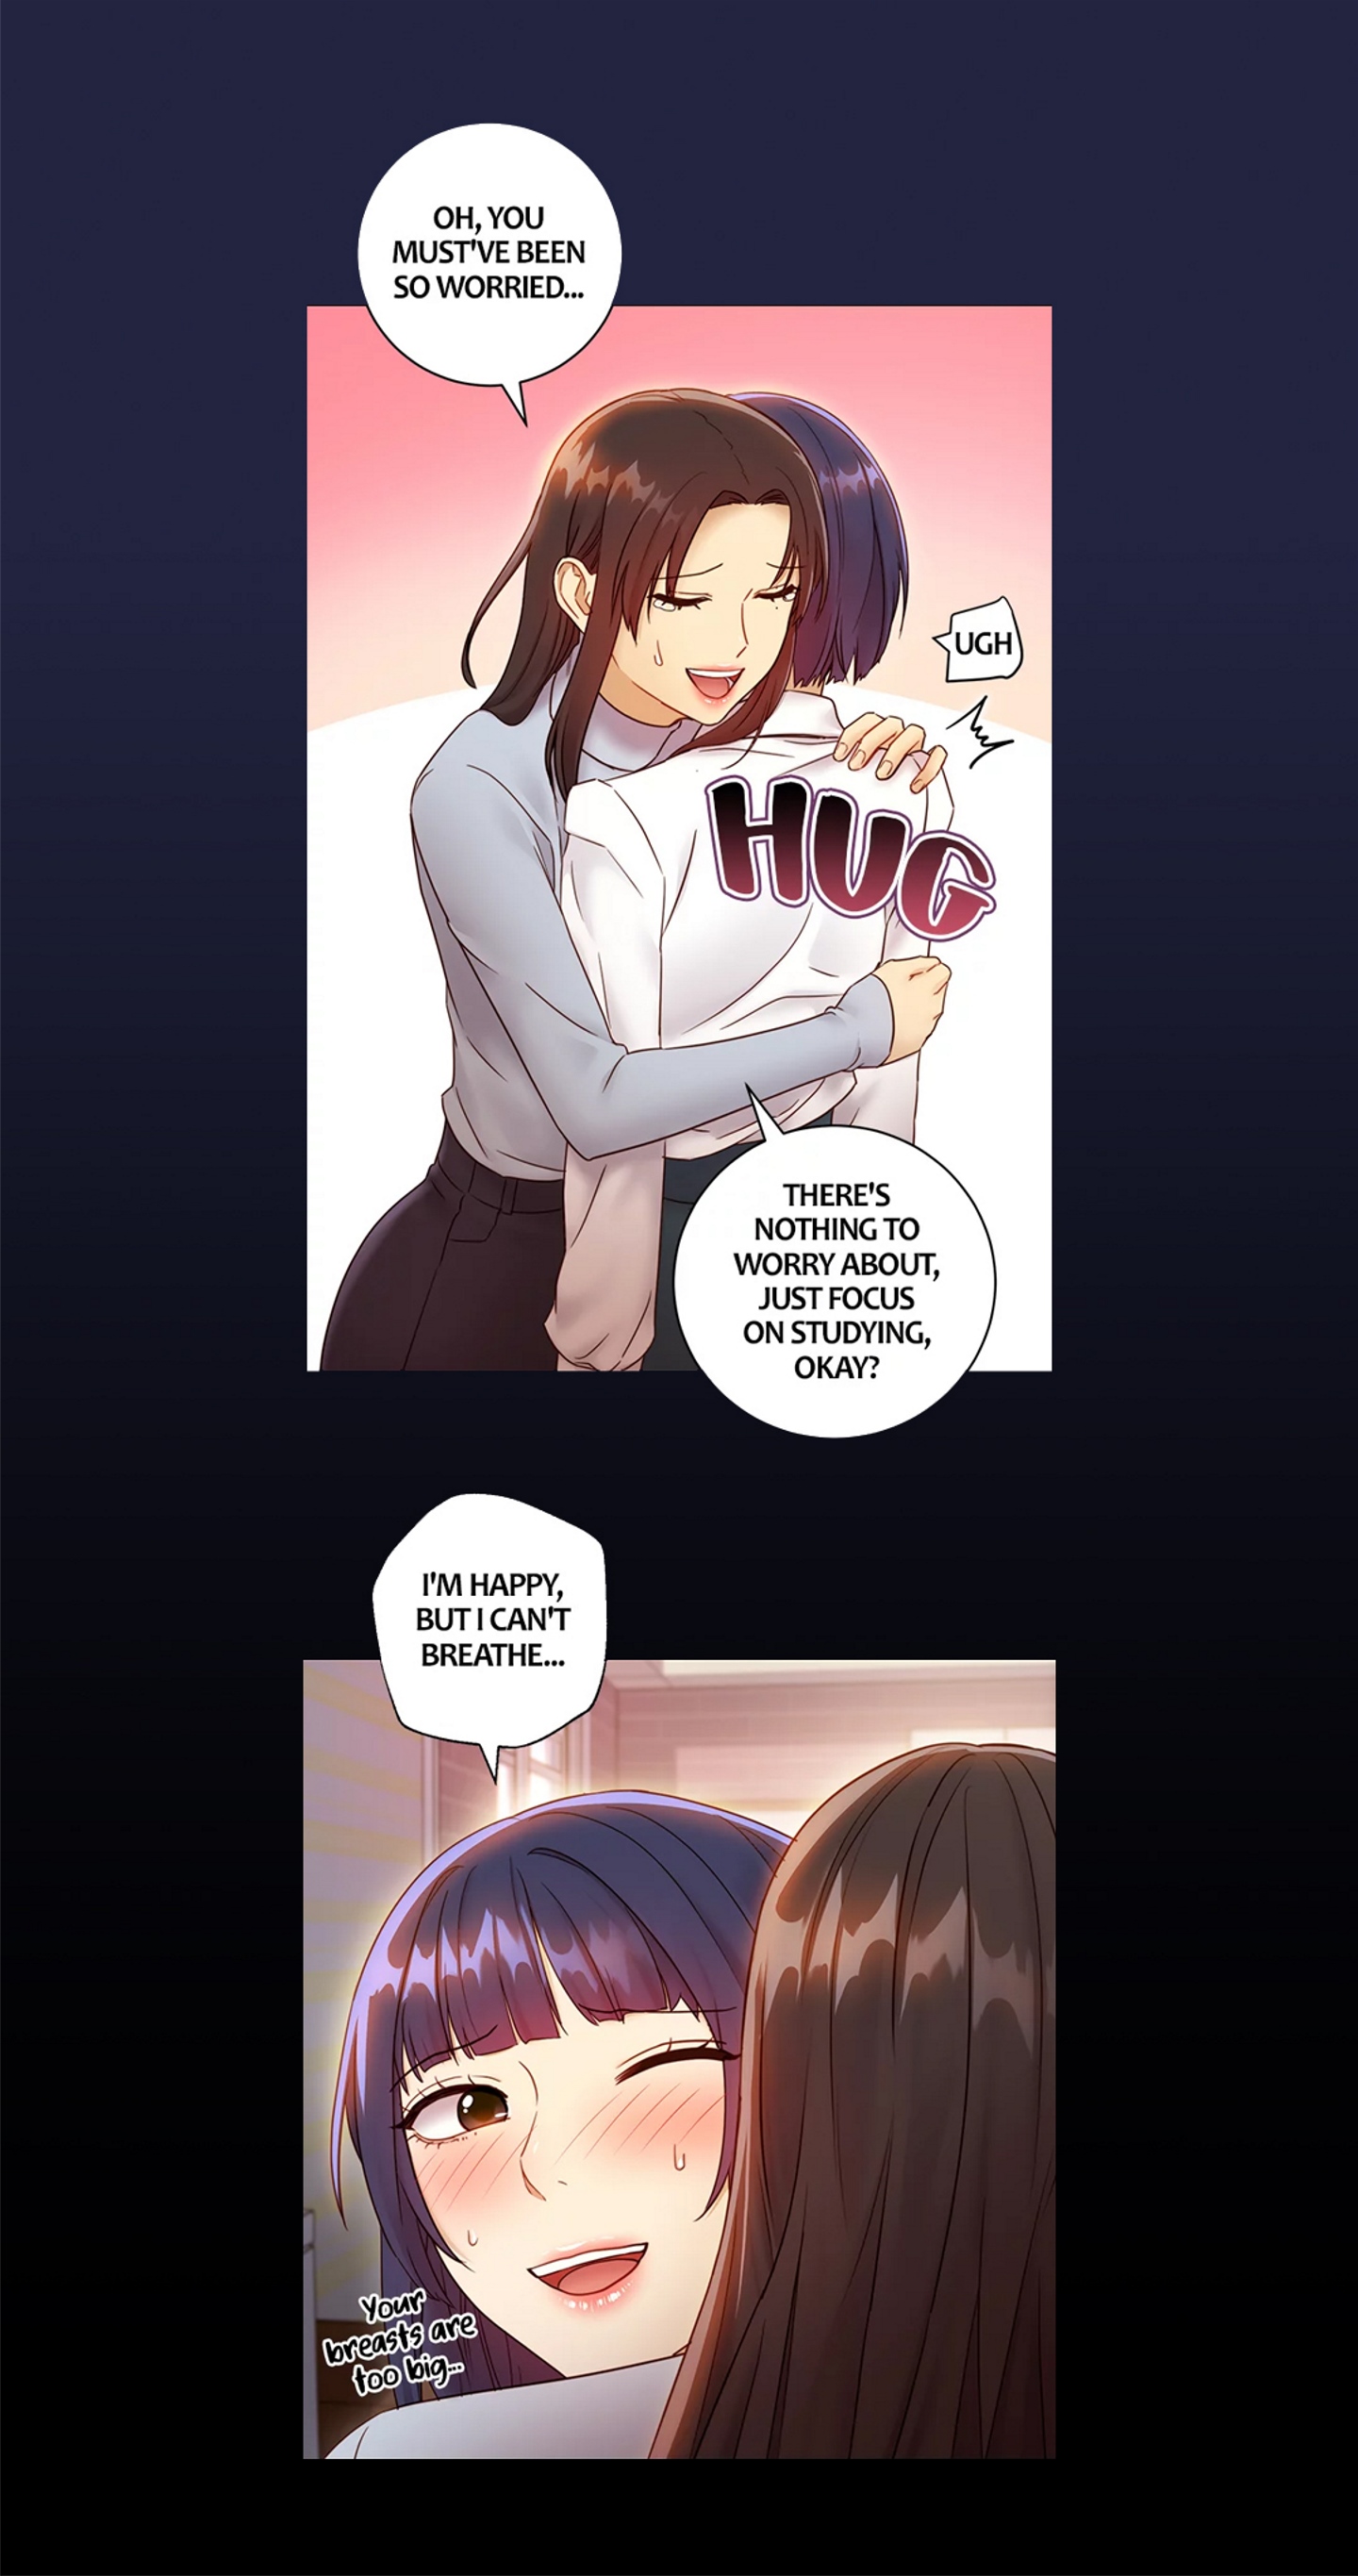 OH, YOU
MUST'VE BEEN
SO WORRIED...
UGH
HUG
THERE'S
NOTHING TO
WORRY ABOUT,
JUST FOCUS
ON STUDYING,
OKAY?
I'M HAPPY,
BUT I CAN'T
BREATHE...
Your
breasts are
too big...